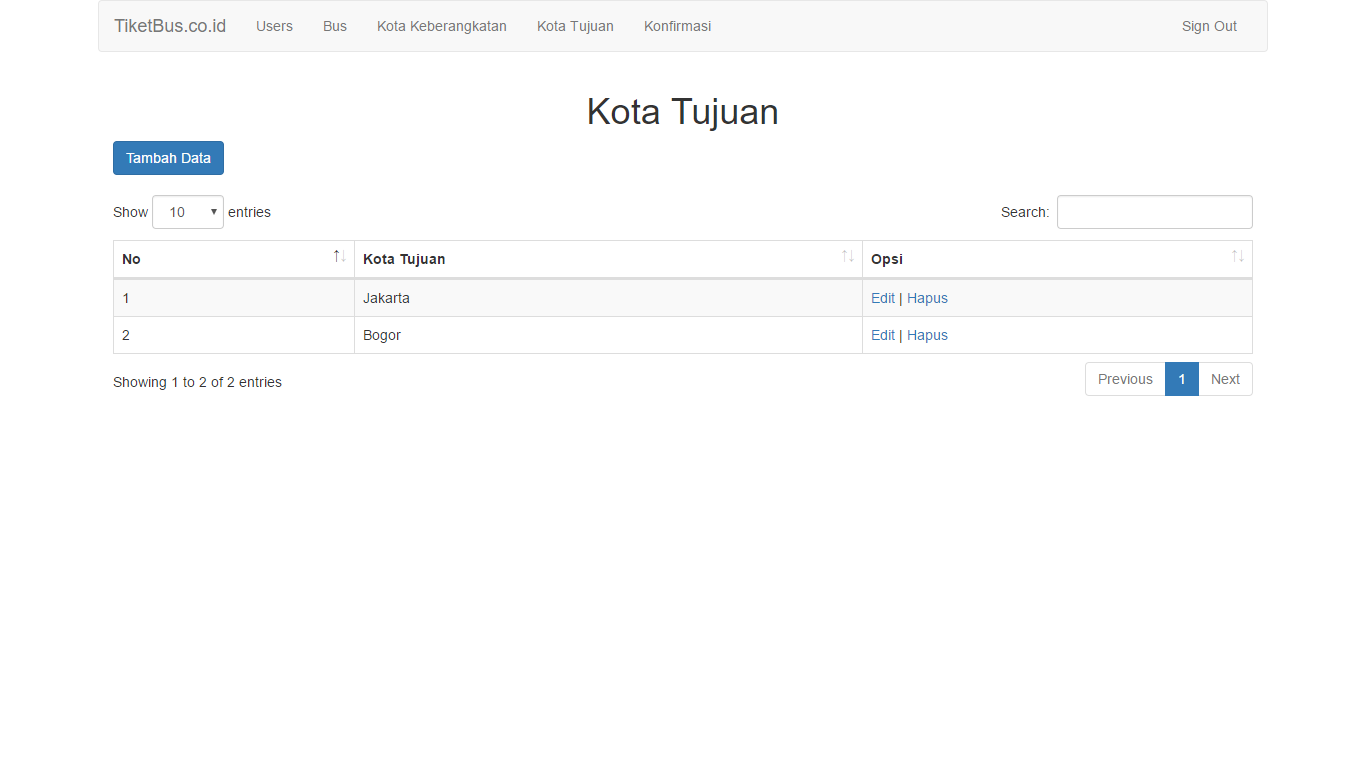 TiketBus.co.id Users Bus Kota Keberangkatan Kota Tujuan Konfirmasi Sign Out
Kota Tujuan
Tambah Data
Show 10 entries Search:
No Kota Tujuan Opsi
1 Jakarta Edit | Hapus
2 Bogor Edit | Hapus
Showing 1 to 2 of 2 entries Previous 1 Next